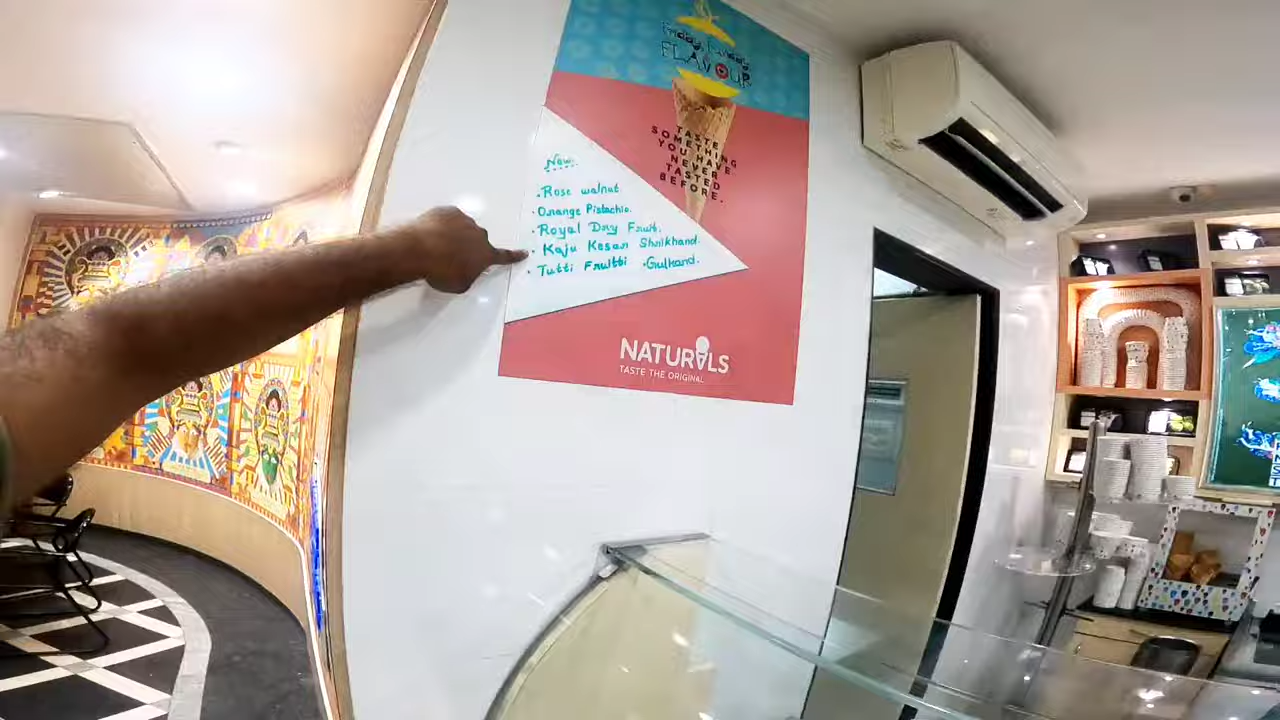 Friday, Funday
FLAVOUR
TASTE
SOMETHING
YOU HAVE
NEVER
TASTED
BEFORE.
New.
• Rose walnut
• Orange Pistachio.
• Royal Dry Fruit.
• Kaju Kesar Shrikhand.
• Tutti Fruitti • Gulkand.
NATURALS
TASTE THE ORIGINAL